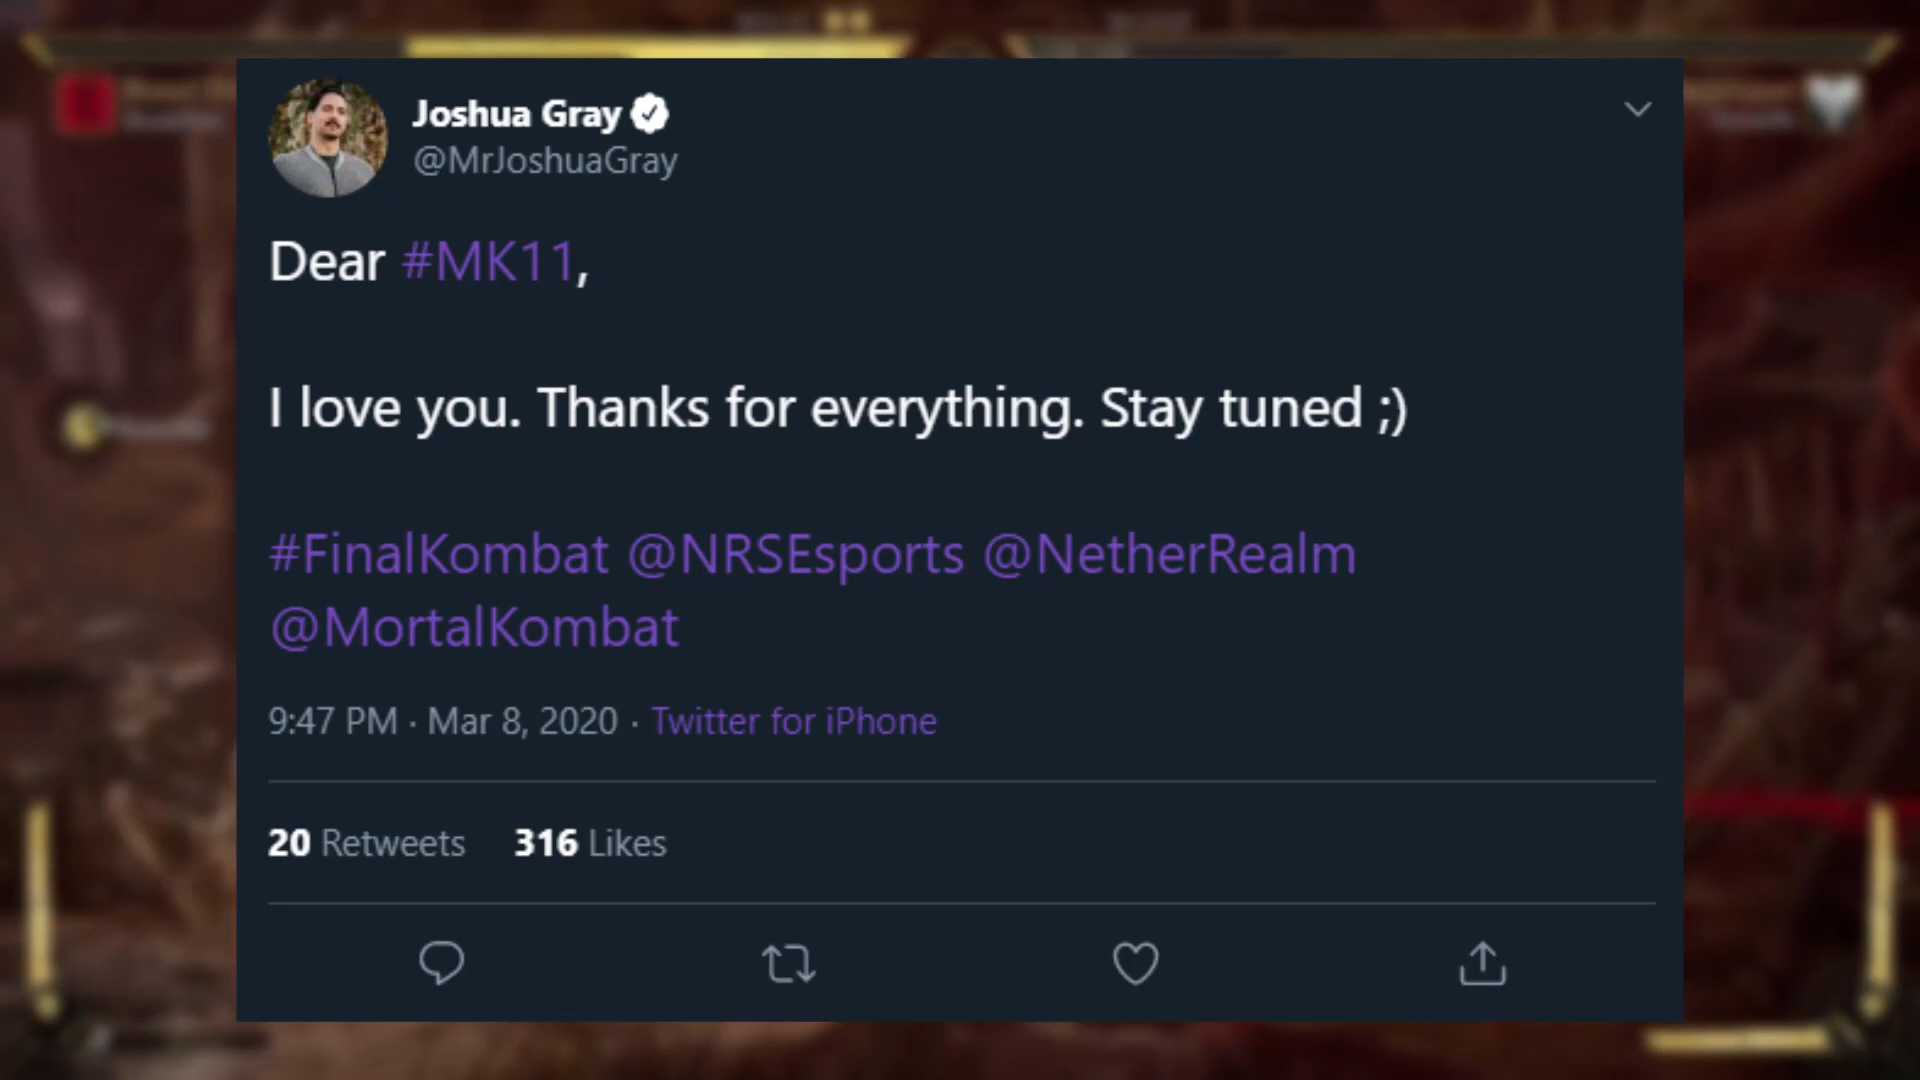 Joshua Gray
@MrJoshuaGray
Dear #MK11,
I love you. Thanks for everything. Stay tuned ;)
#FinalKombat @NRSEsports @NetherRealm
@MortalKombat
9:47 PM · Mar 8, 2020 · Twitter for iPhone
20 Retweets 316 Likes